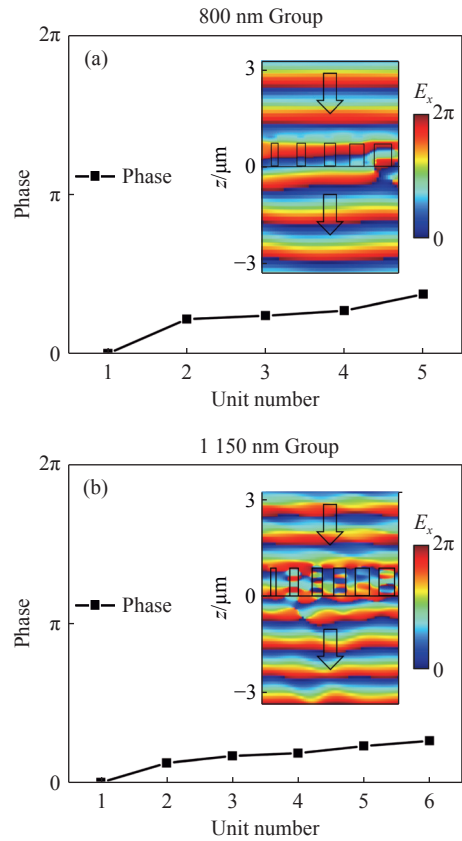 800 nm Group
2π
(a)
3
E_x
2π
z/μm
π
Phase
0
Phase
0
−3
0
1 2 3 4 5
Unit number
1 150 nm Group
2π
(b)
3
E_x
2π
z/μm
Phase
0
π
Phase
0
−3
0
1 2 3 4 5 6
Unit number